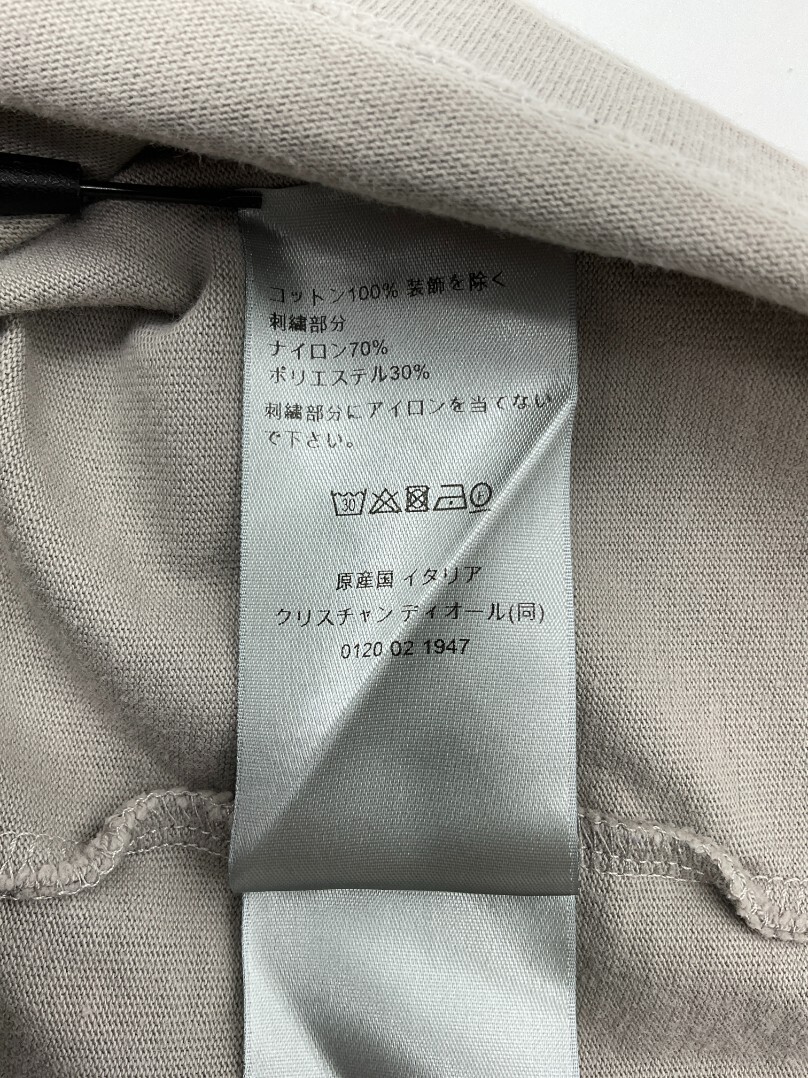 コットン100% 装飾を除く
刺繍部分
ナイロン70%
ポリエステル30%
刺繍部分にアイロンを当てない
で下さい。
30 F
原産国 イタリア
クリスチャン ディオール(同)
0120 02 1947